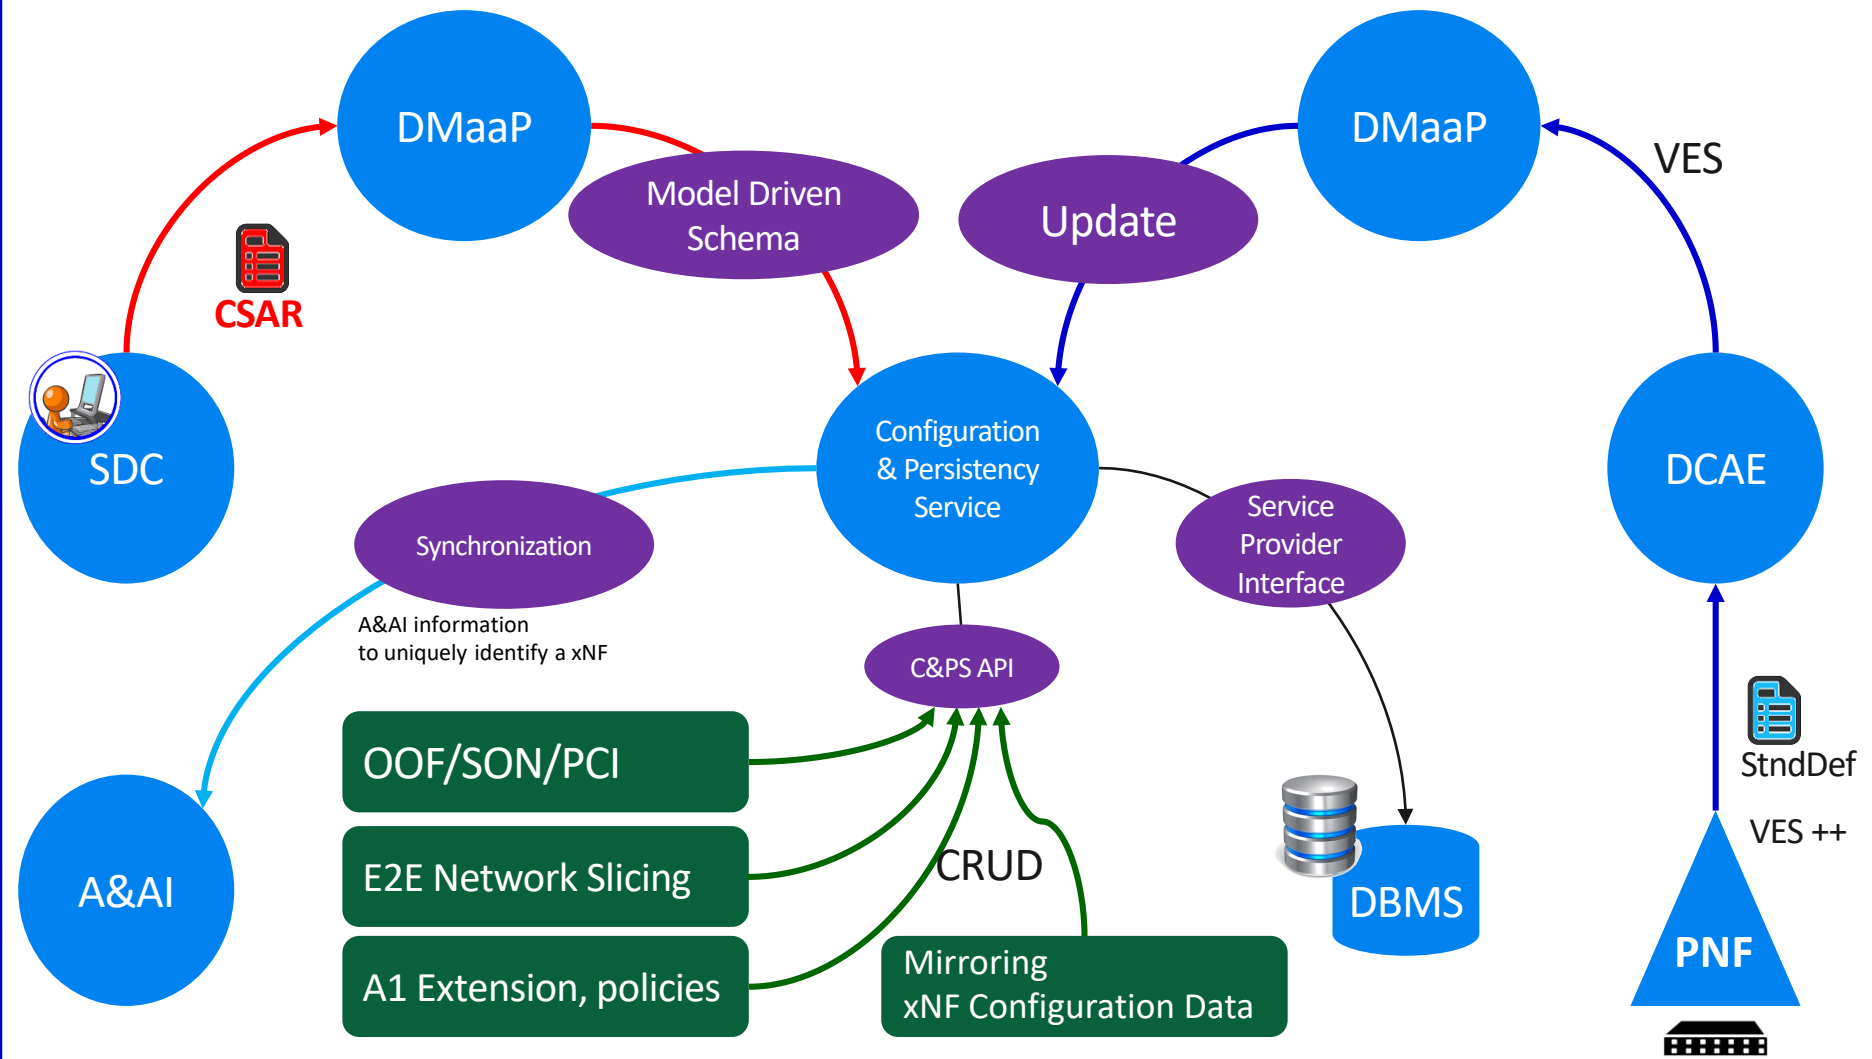 DMaaP
DMaaP
VES
Model Driven
Schema
Update
CSAR
SDC
Configuration
& Persistency
Service
DCAE
Synchronization
Service
Provider
Interface
A&AI information
to uniquely identify a xNF
C&PS API
OOF/SON/PCI
StndDef
VES ++
E2E Network Slicing
CRUD
A&AI
DBMS
PNF
A1 Extension, policies
Mirroring
xNF Configuration Data